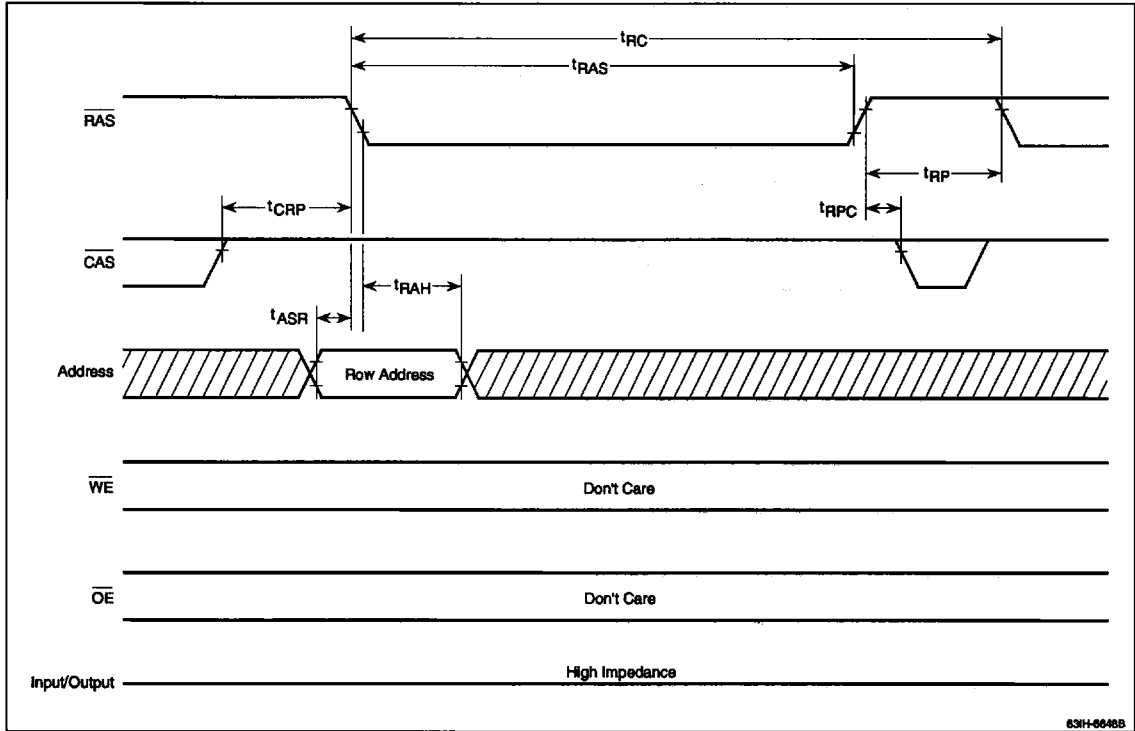 tRC
tRAS
RAS
tRP
tCRP
tRPC
CAS
tRAH
tASR
Address
Row Address
WE
Don't Care
OE
Don't Care
High Impedance
Input/Output
83IH-6648B